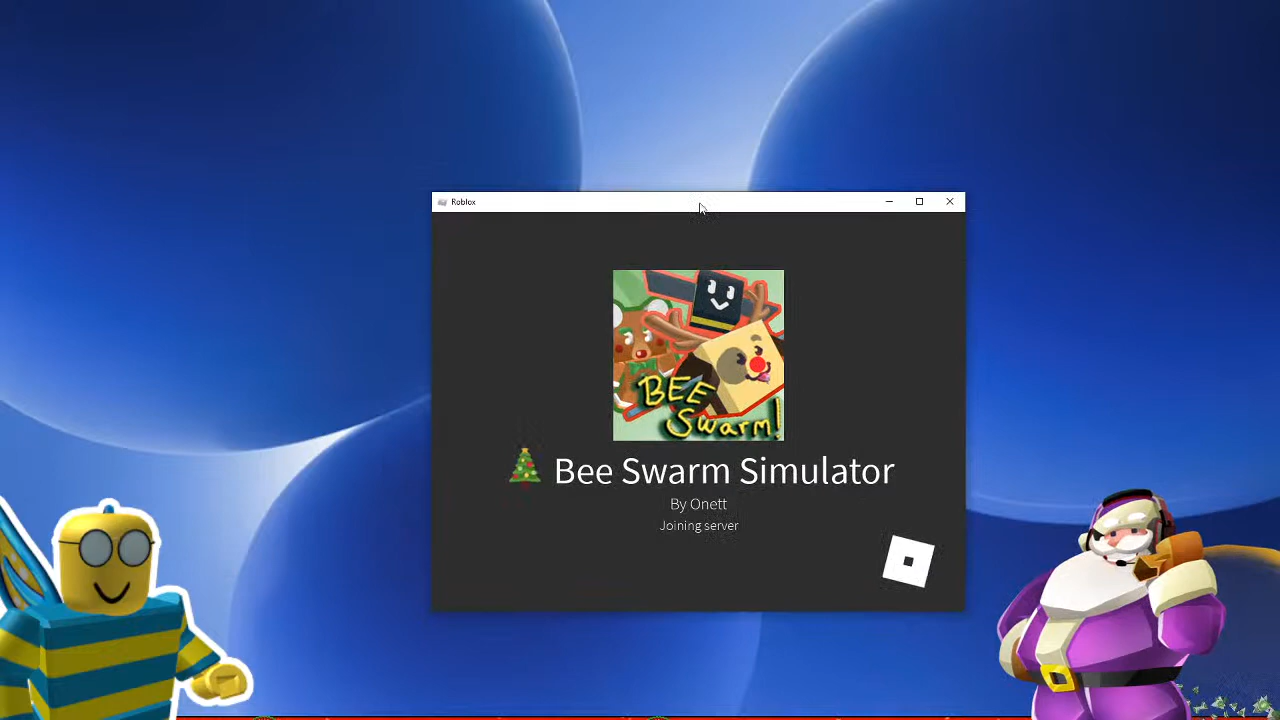 Roblox
BEE
Swarm!
🎄 Bee Swarm Simulator
By Onett
Joining server